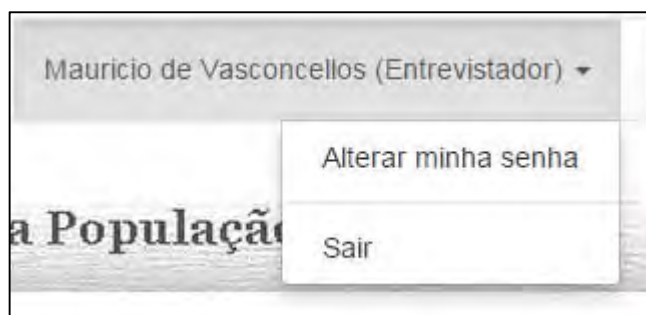 Mauricio de Vasconcellos (Entrevistador)
Alterar minha senha
a População
Sair